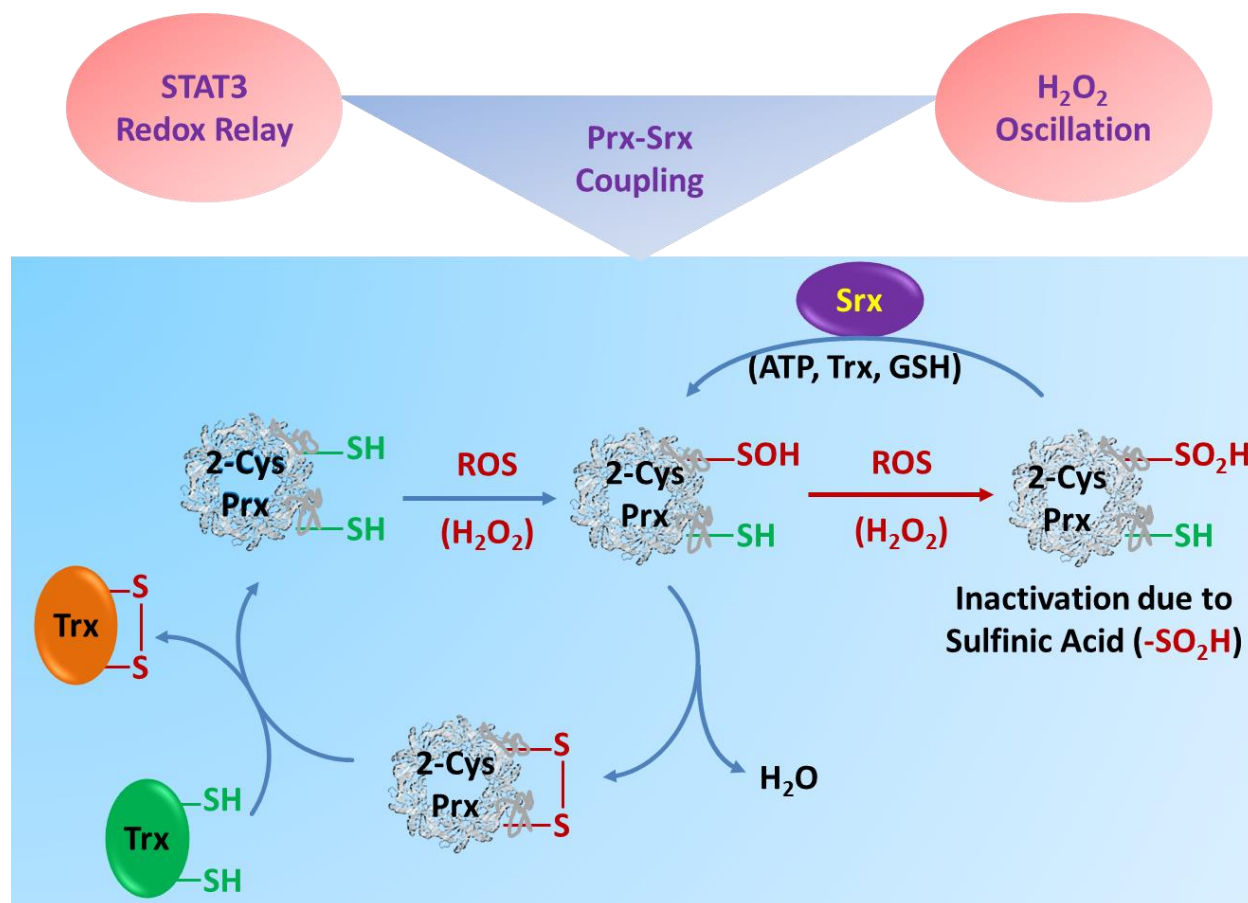 STAT3
Redox Relay
H₂O₂
Oscillation
Prx-Srx
Coupling
Srx
(ATP, Trx, GSH)
2-Cys
Prx
SH
SH
ROS
(H₂O₂)
2-Cys
Prx
SOH
SH
ROS
(H₂O₂)
2-Cys
Prx
SO₂H
SH
Inactivation due to
Sulfinic Acid (-SO₂H)
Trx
S
S
2-Cys
Prx
S
S
H₂O
Trx
SH
SH